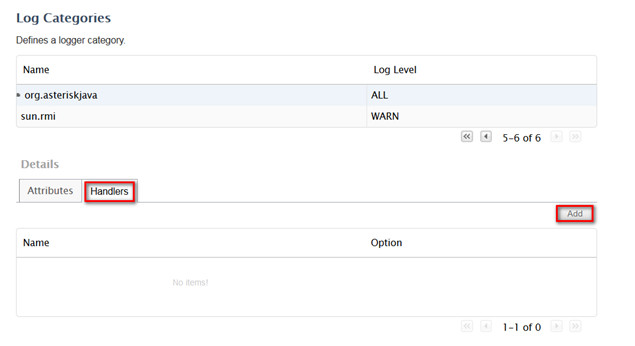 Log Categories
Defines a logger category.
Name Log Level
org.asteriskjava ALL
sun.rmi WARN
5-6 of 6
Details
Attributes Handlers
Add
Name Option
No items!
1-1 of 0